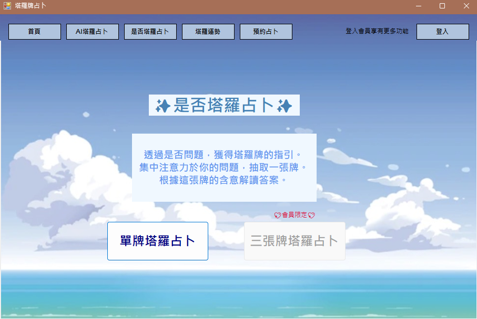 塔羅牌占卜
首頁
AI塔羅占卜
是否塔羅占卜
塔羅運勢
預約占卜
登入會員享有更多功能
登入
✨是否塔羅占卜✨
透過是否問題，獲得塔羅牌的指引。
集中注意力於你的問題，抽取一張牌。
根據這張牌的含意解讀答案。
💞會員限定💞
單牌塔羅占卜
三張牌塔羅占卜